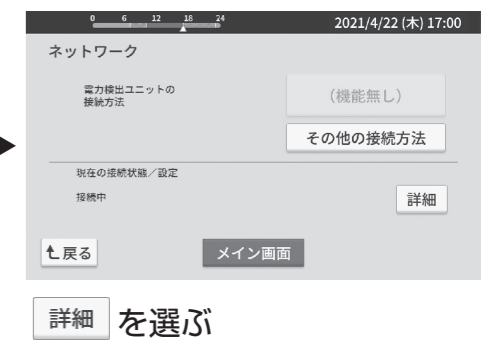 0 6 12 18 24
2021/4/22 (木) 17:00
ネットワーク
電力検出ユニットの
接続方法
(機能無し)
その他の接続方法
現在の接続状態/設定
接続中
詳細
戻る
メイン画面
詳細 を選ぶ